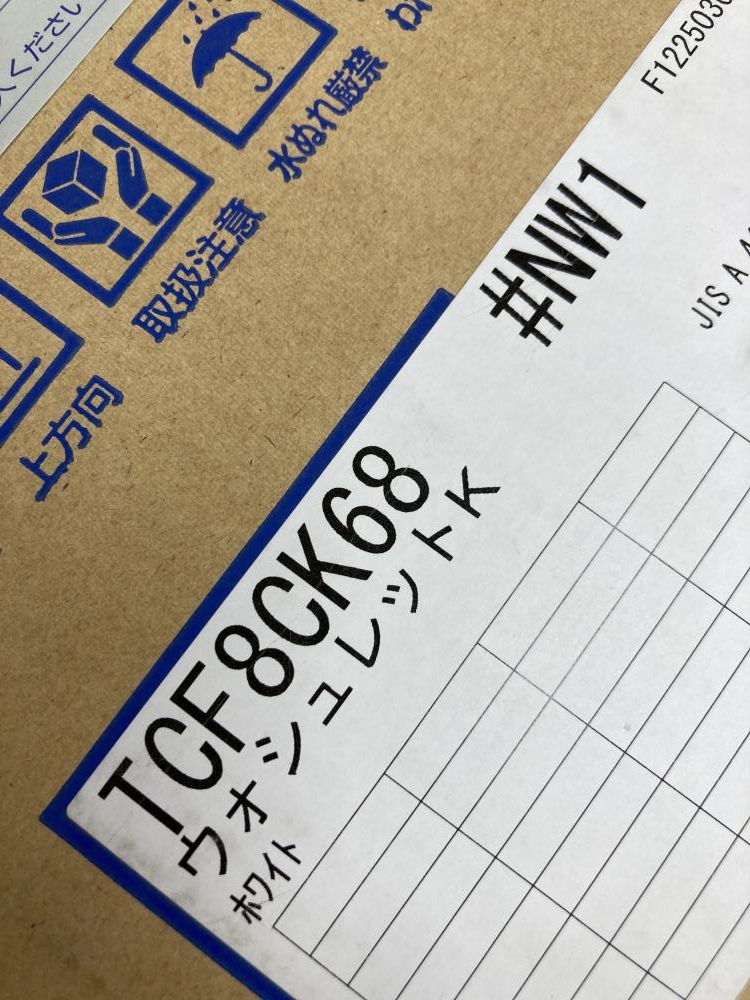 ください
水ぬれ厳禁
取扱注意
上方向
F122503
#NW1
JIS A
TCF8CK68
ウォシュレットK
ホワイト